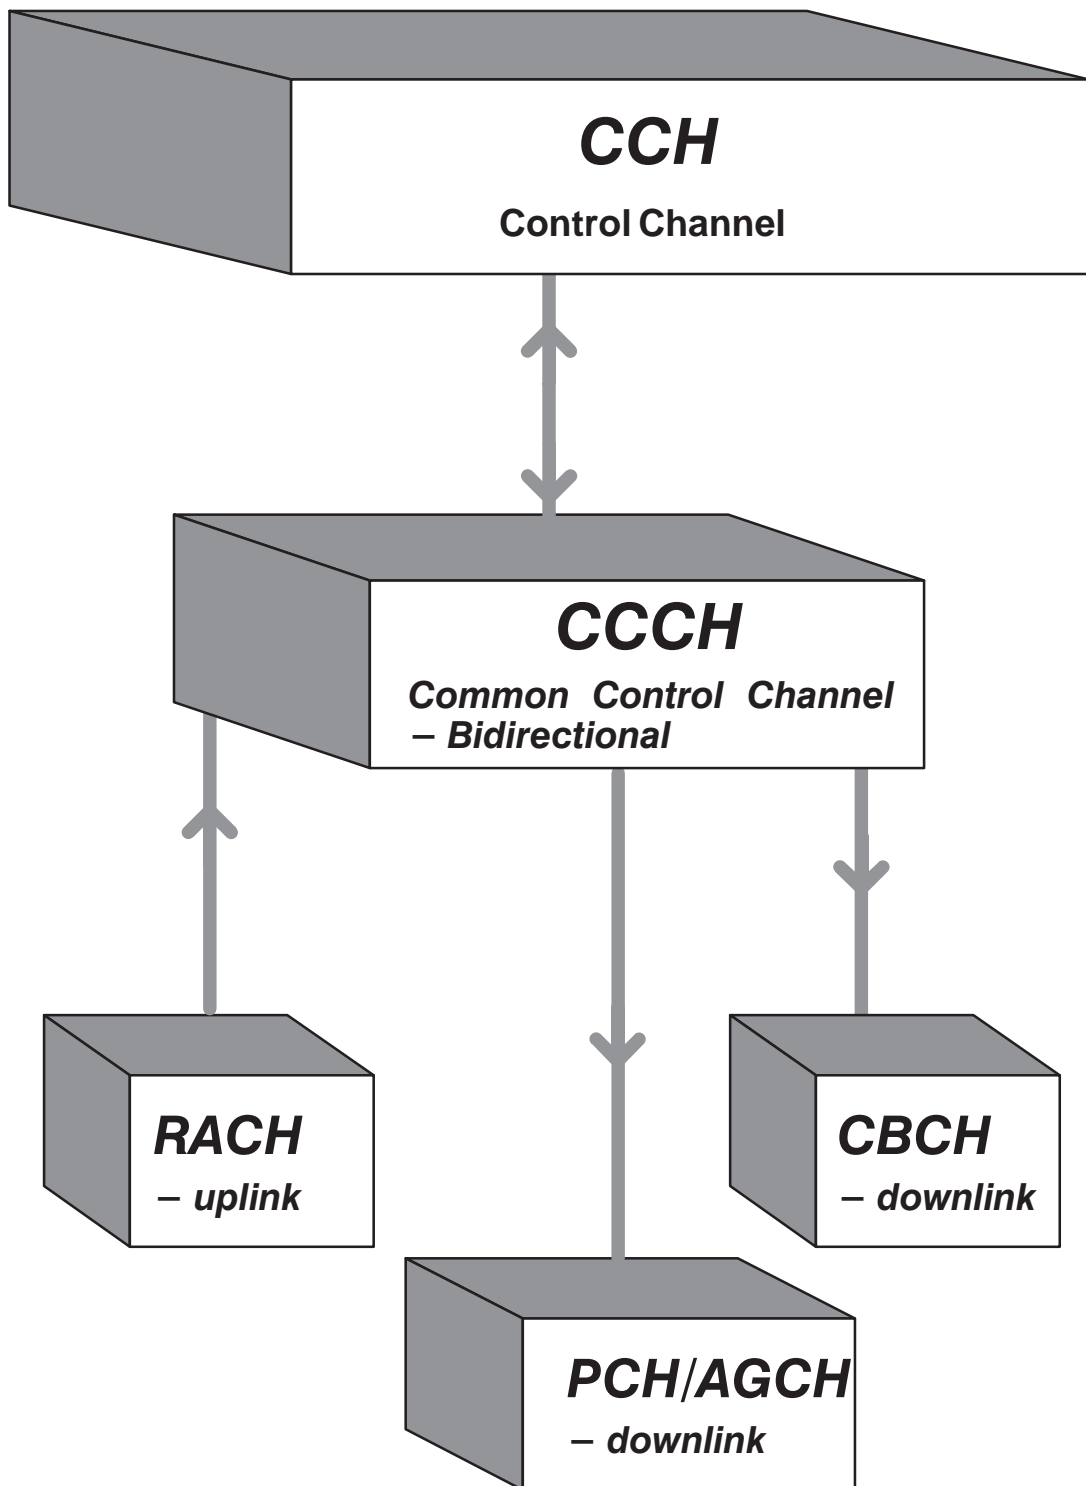 CCH
Control Channel
CCCH
Common Control Channel
– Bidirectional
RACH
– uplink
CBCH
– downlink
PCH/AGCH
– downlink